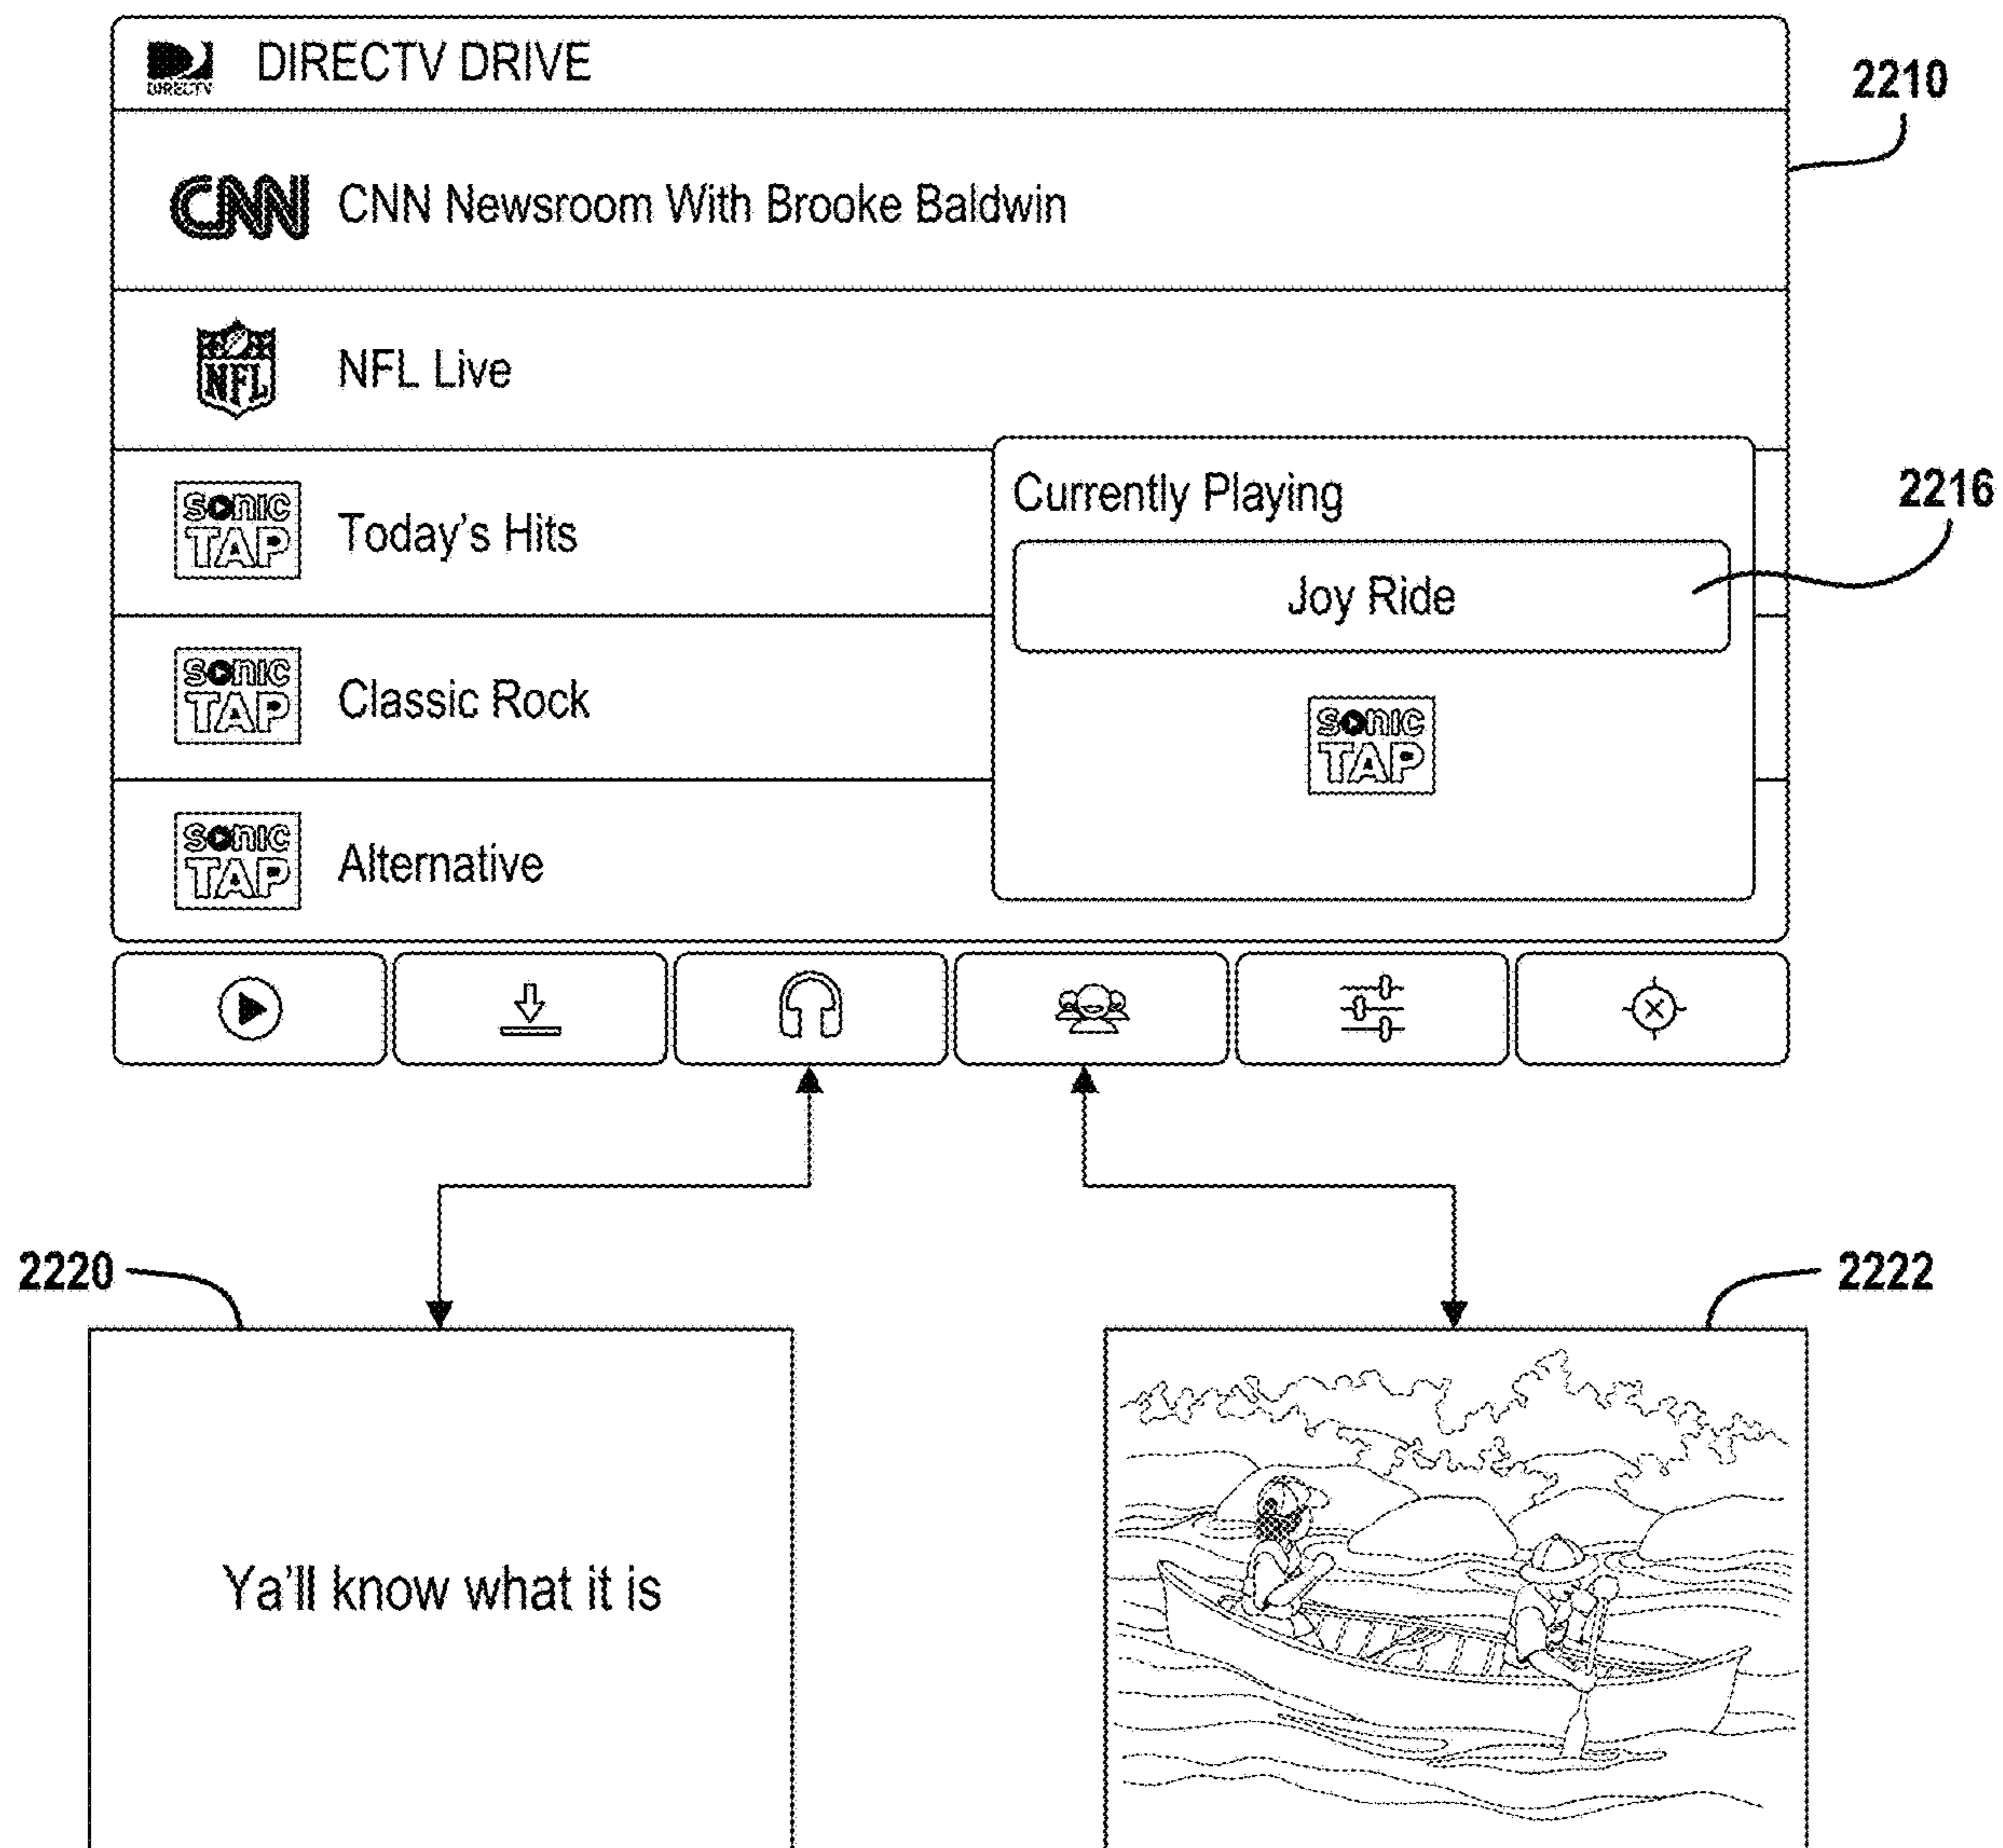 DIRECTV DRIVE
DIRECTV
2210
CNN CNN Newsroom With Brooke Baldwin
NFL NFL Live
Currently Playing
2216
SONIC
TAP
Today's Hits
Joy Ride
SONIC
TAP
Classic Rock
SONIC
TAP
SONIC
TAP
Alternative
2220
2222
Ya'll know what it is